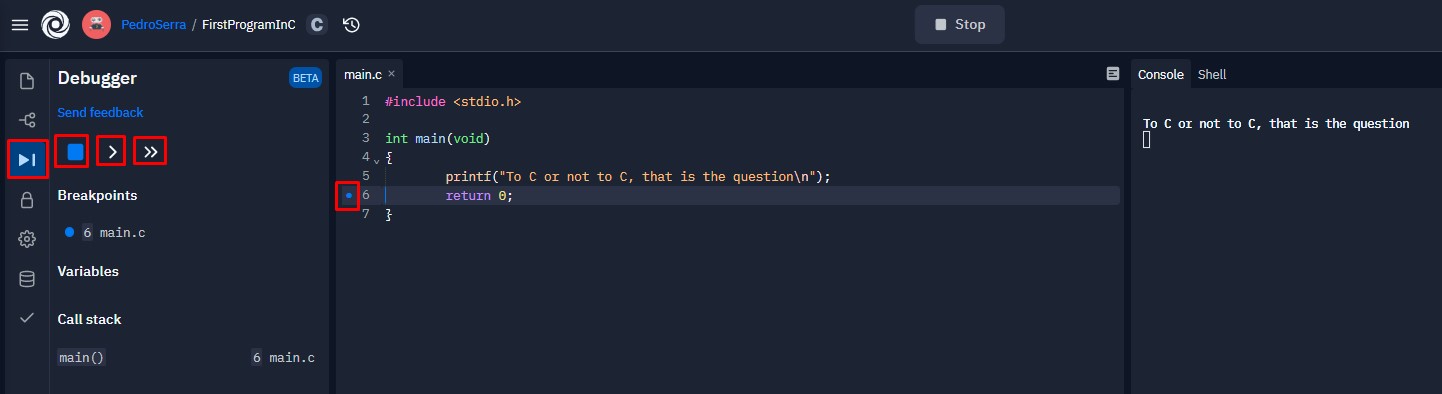 PedroSerra / FirstProgramInC C
Stop
Debugger BETA
Send feedback
Breakpoints
6 main.c
Variables
Call stack
main() 6 main.c
main.c ×
1 #include <stdio.h>
2
3 int main(void)
4 {
5 printf("To C or not to C, that is the question\n");
6 return 0;
7 }
Console Shell
To C or not to C, that is the question